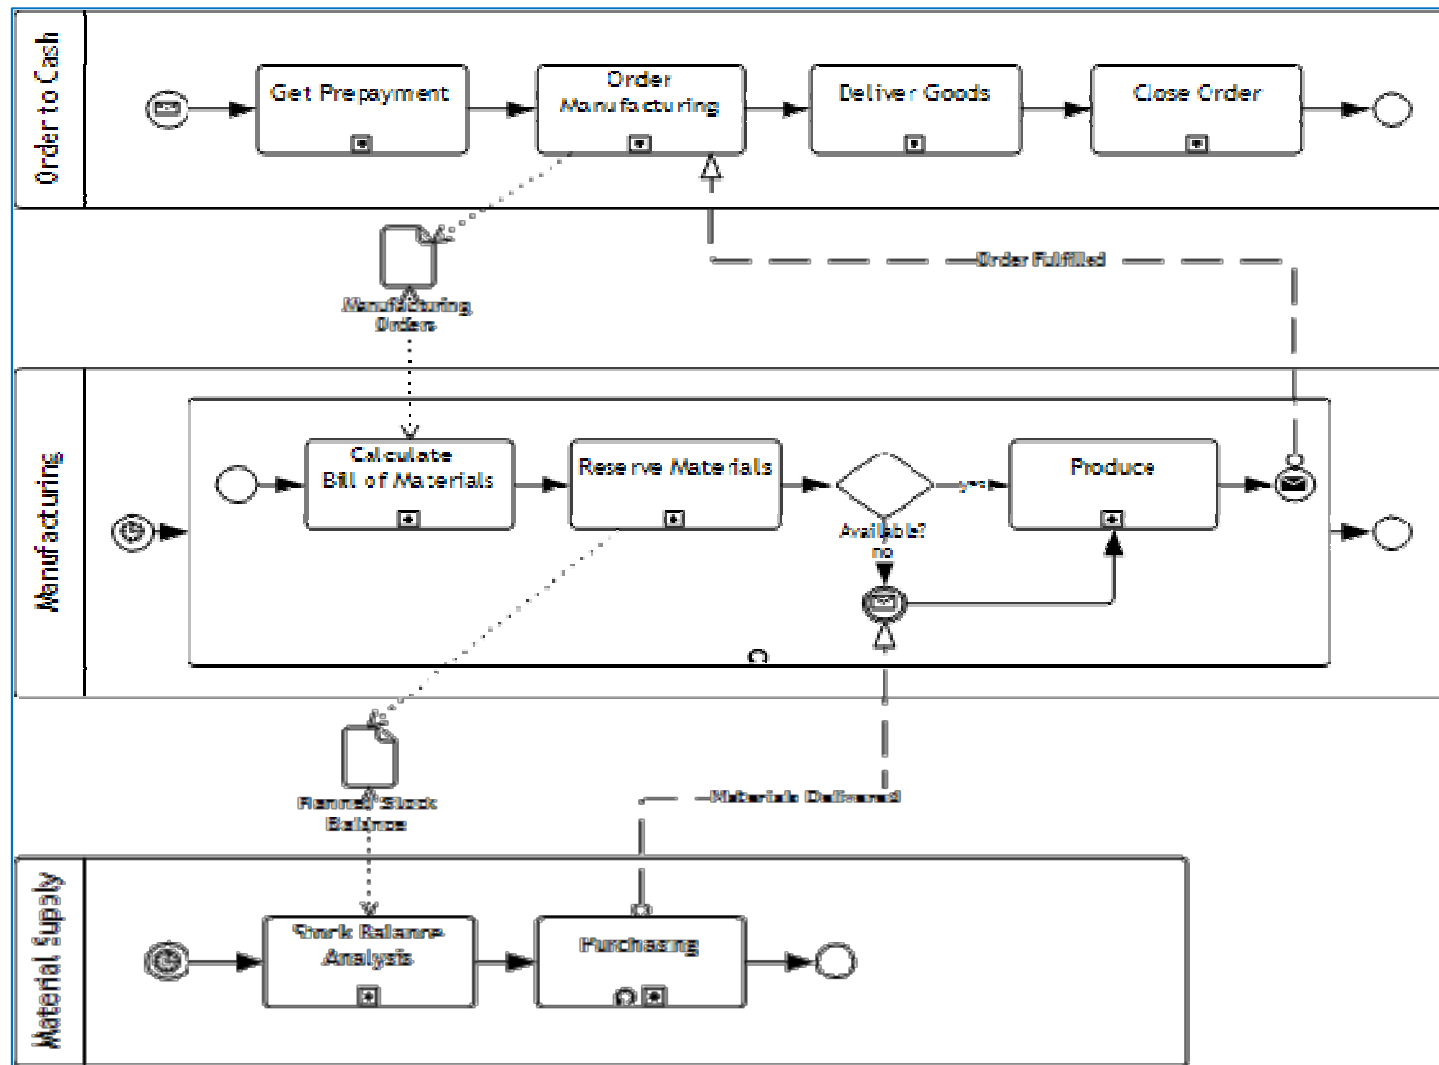 Order to Cash
Get Prepayment
Order
Manufacturing
Deliver Goods
Close Order
Manufacturing
Orders
Order Fulfilled
Manufacturing
Calculate
Bill of Materials
Reserve Materials
Available?
yes
no
Produce
Planned Stock
Balance
Materials Delivered
Material Supply
Stock Balance
Analysis
Purchasing